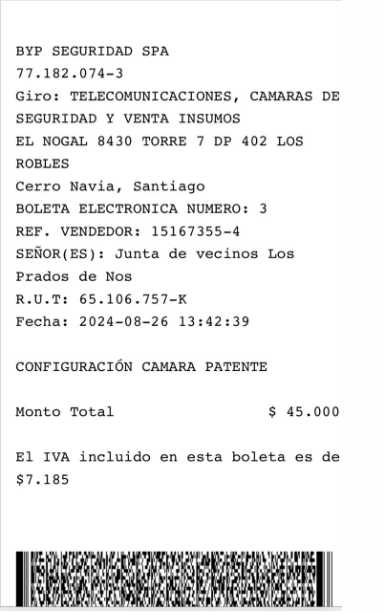 BYP SEGURIDAD SPA
77.182.074-3
Giro: TELECOMUNICACIONES, CAMARAS DE
SEGURIDAD Y VENTA INSUMOS
EL NOGAL 8430 TORRE 7 DP 402 LOS
ROBLES
Cerro Navia, Santiago
BOLETA ELECTRONICA NUMERO: 3
REF. VENDEDOR: 15167355-4
SEÑOR(ES): Junta de vecinos Los
Prados de Nos
R.U.T: 65.106.757-K
Fecha: 2024-08-26 13:42:39
CONFIGURACIÓN CAMARA PATENTE
Monto Total $ 45.000
El IVA incluido en esta boleta es de
$7.185